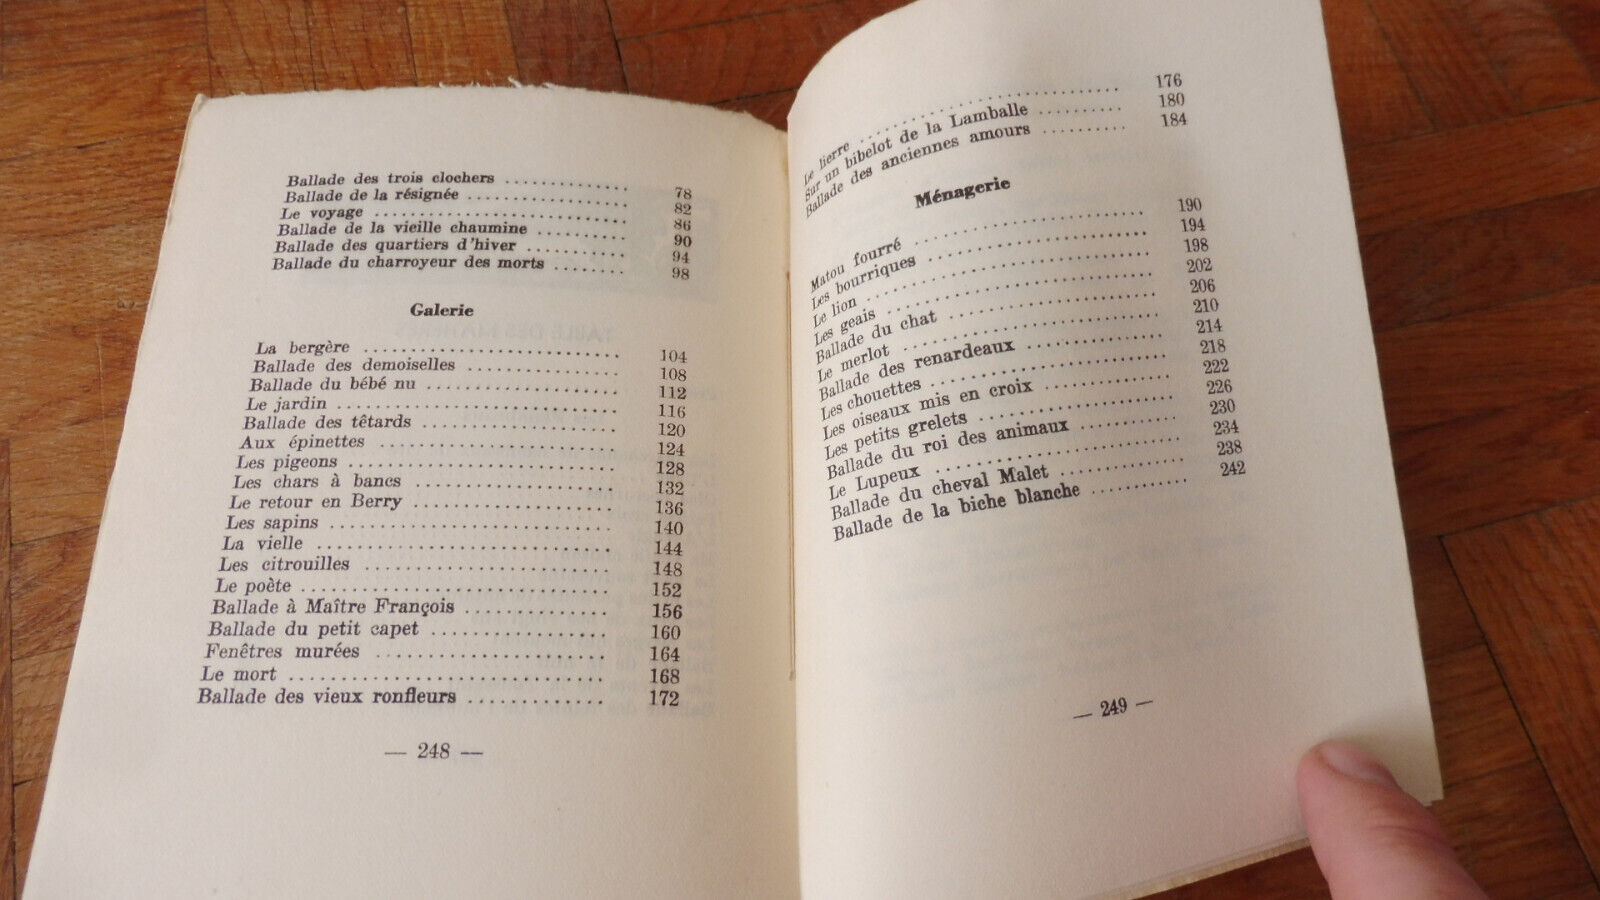 Ballade des trois clochers .............. 78
Ballade de la résignée .................. 82
Le voyage ............................ 86
Ballade de la vieille chaumine ........... 90
Ballade des quartiers d'hiver ............ 94
Ballade du charroyeur des morts ........ 98
Galerie
La bergère ............................ 104
Ballade des demoiselles ................ 108
Ballade du bébé nu .................... 112
Le jardin .............................. 116
Ballade des têtards .................... 120
Aux épinettes ......................... 124
Les pigeons ........................... 128
Les chars à bancs ...................... 132
Le retour en Berry ..................... 136
Les sapins ............................ 140
La vielle .............................. 144
Les citrouilles ......................... 148
Le poète .............................. 152
Ballade à Maître François .............. 156
Ballade du petit capet .................. 160
Fenêtres murées ....................... 164
Le mort ............................... 168
Ballade des vieux ronfleurs ............. 172
— 248 —
Le lierre .............................. 176
Sur un bibelot de la Lamballe ......... 180
Ballade des anciennes amours .......... 184
Ménagerie
Matou fourré .......................... 190
Les bourriques ........................ 194
Le lion ............................... 198
Les geais ............................. 202
Ballade du chat ....................... 206
Le merlot ............................. 210
Ballade des renardeaux ................ 214
Les chouettes ......................... 218
Les oiseaux mis en croix .............. 222
Les petits grelets ..................... 226
Ballade du roi des animaux ............ 230
Le Lupeux ............................ 234
Ballade du cheval Malet ............... 238
Ballade de la biche blanche ............ 242
— 249 —